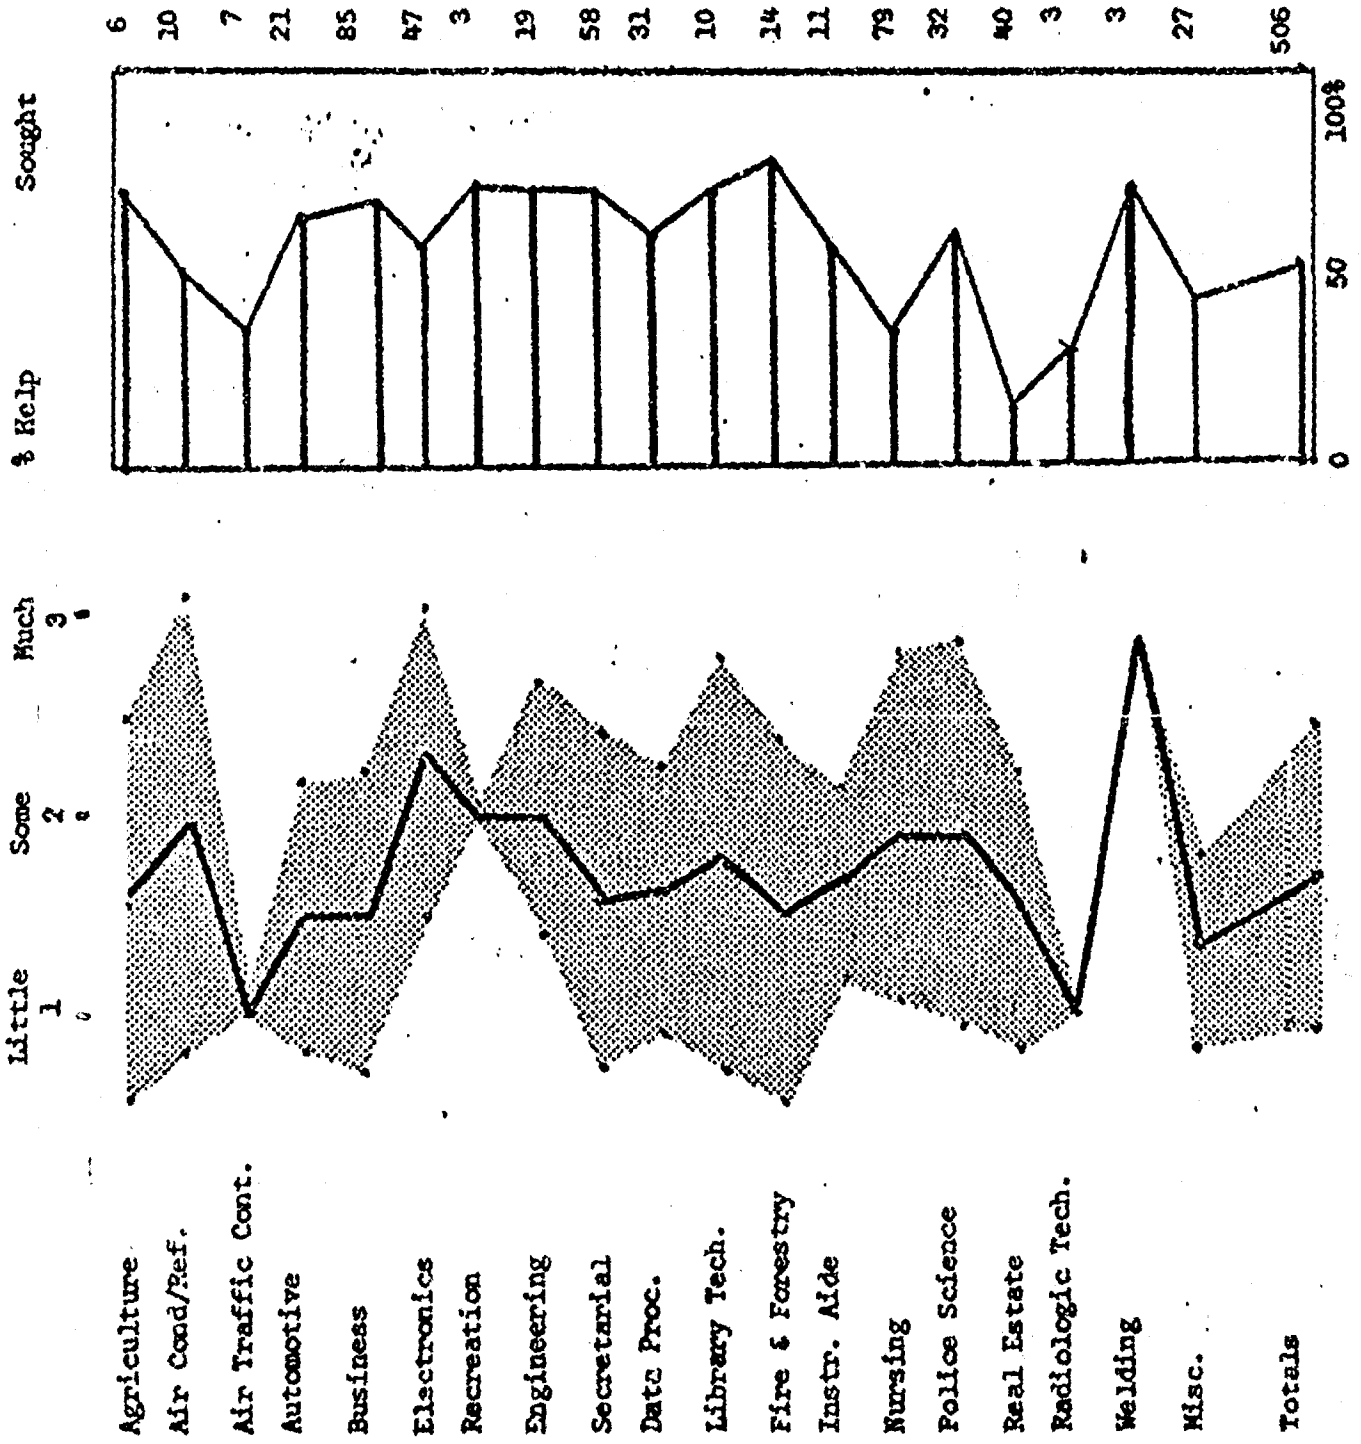 Little Some Much % Help Sought
1 2 3
Agriculture 6
Air Cond/Ref. 10
Air Traffic Cont. 7
Automotive 21
Business 85
Electronics 47
Recreation 3
Engineering 19
Secretarial 58
Data Proc. 31
Library Tech. 10
Fire & Forestry 14
Instr. Aide 11
Nursing 79
Police Science 32
Real Estate 40
Radiologic Tech. 3
Welding 3
Misc. 27
Totals 506
0 50 100%